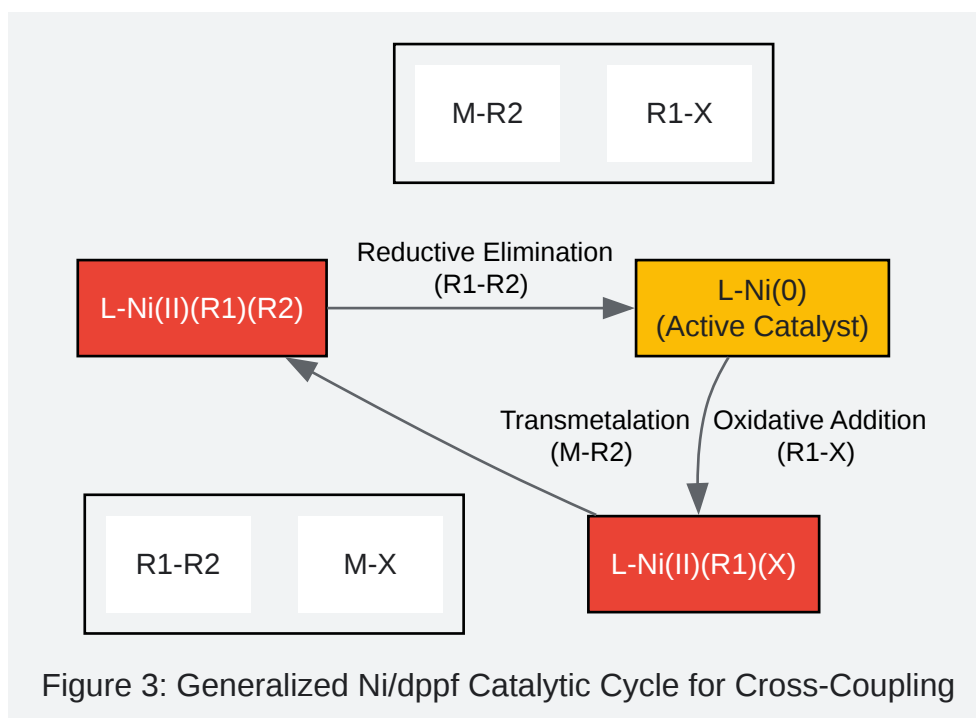 M-R2
R1-X
Reductive Elimination
(R1-R2)
L-Ni(II)(R1)(R2)
L-Ni(0)
(Active Catalyst)
Transmetalation
(M-R2)
Oxidative Addition
(R1-X)
R1-R2
M-X
L-Ni(II)(R1)(X)
Figure 3: Generalized Ni/dppf Catalytic Cycle for Cross-Coupling